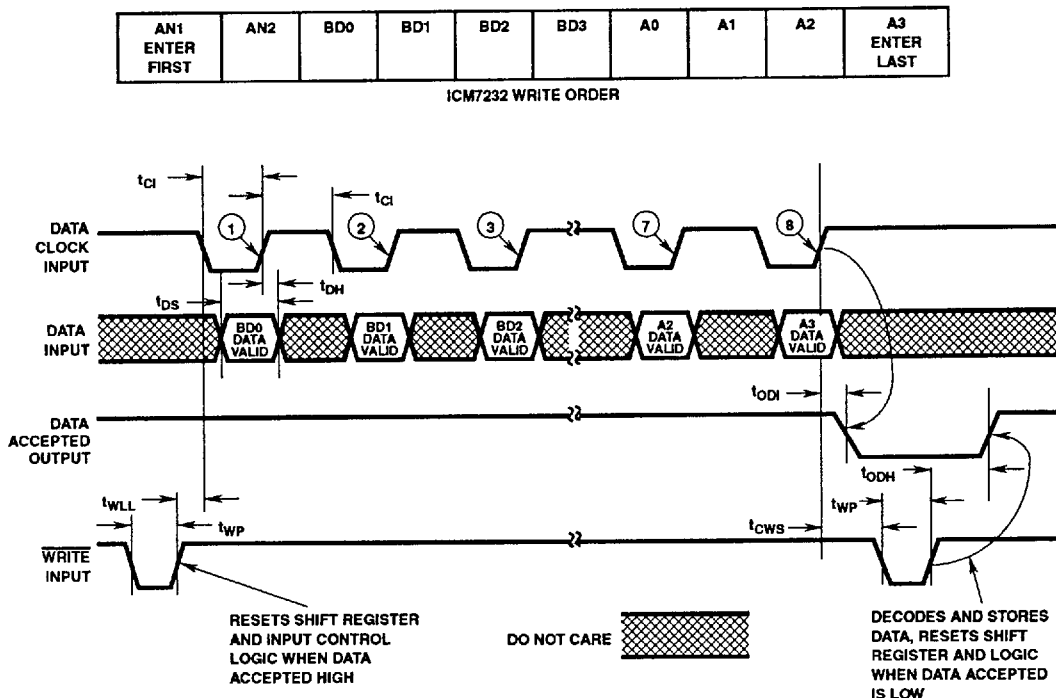 AN1 ENTER FIRST
AN2
BD0
BD1
BD2
BD3
A0
A1
A2
A3 ENTER LAST
ICM7232 WRITE ORDER
tCI
tCI
DATA
CLOCK
INPUT
1
2
3
7
8
tDS
tDH
DATA
INPUT
BD0
DATA
VALID
BD1
DATA
VALID
BD2
DATA
VALID
A2
DATA
VALID
A3
DATA
VALID
tODI
DATA
ACCEPTED
OUTPUT
tODH
tWLL
tWP
tCWS
tWP
WRITE
INPUT
RESETS SHIFT REGISTER
AND INPUT CONTROL
LOGIC WHEN DATA
ACCEPTED HIGH
DO NOT CARE
DECODES AND STORES
DATA, RESETS SHIFT
REGISTER AND LOGIC
WHEN DATA ACCEPTED
IS LOW